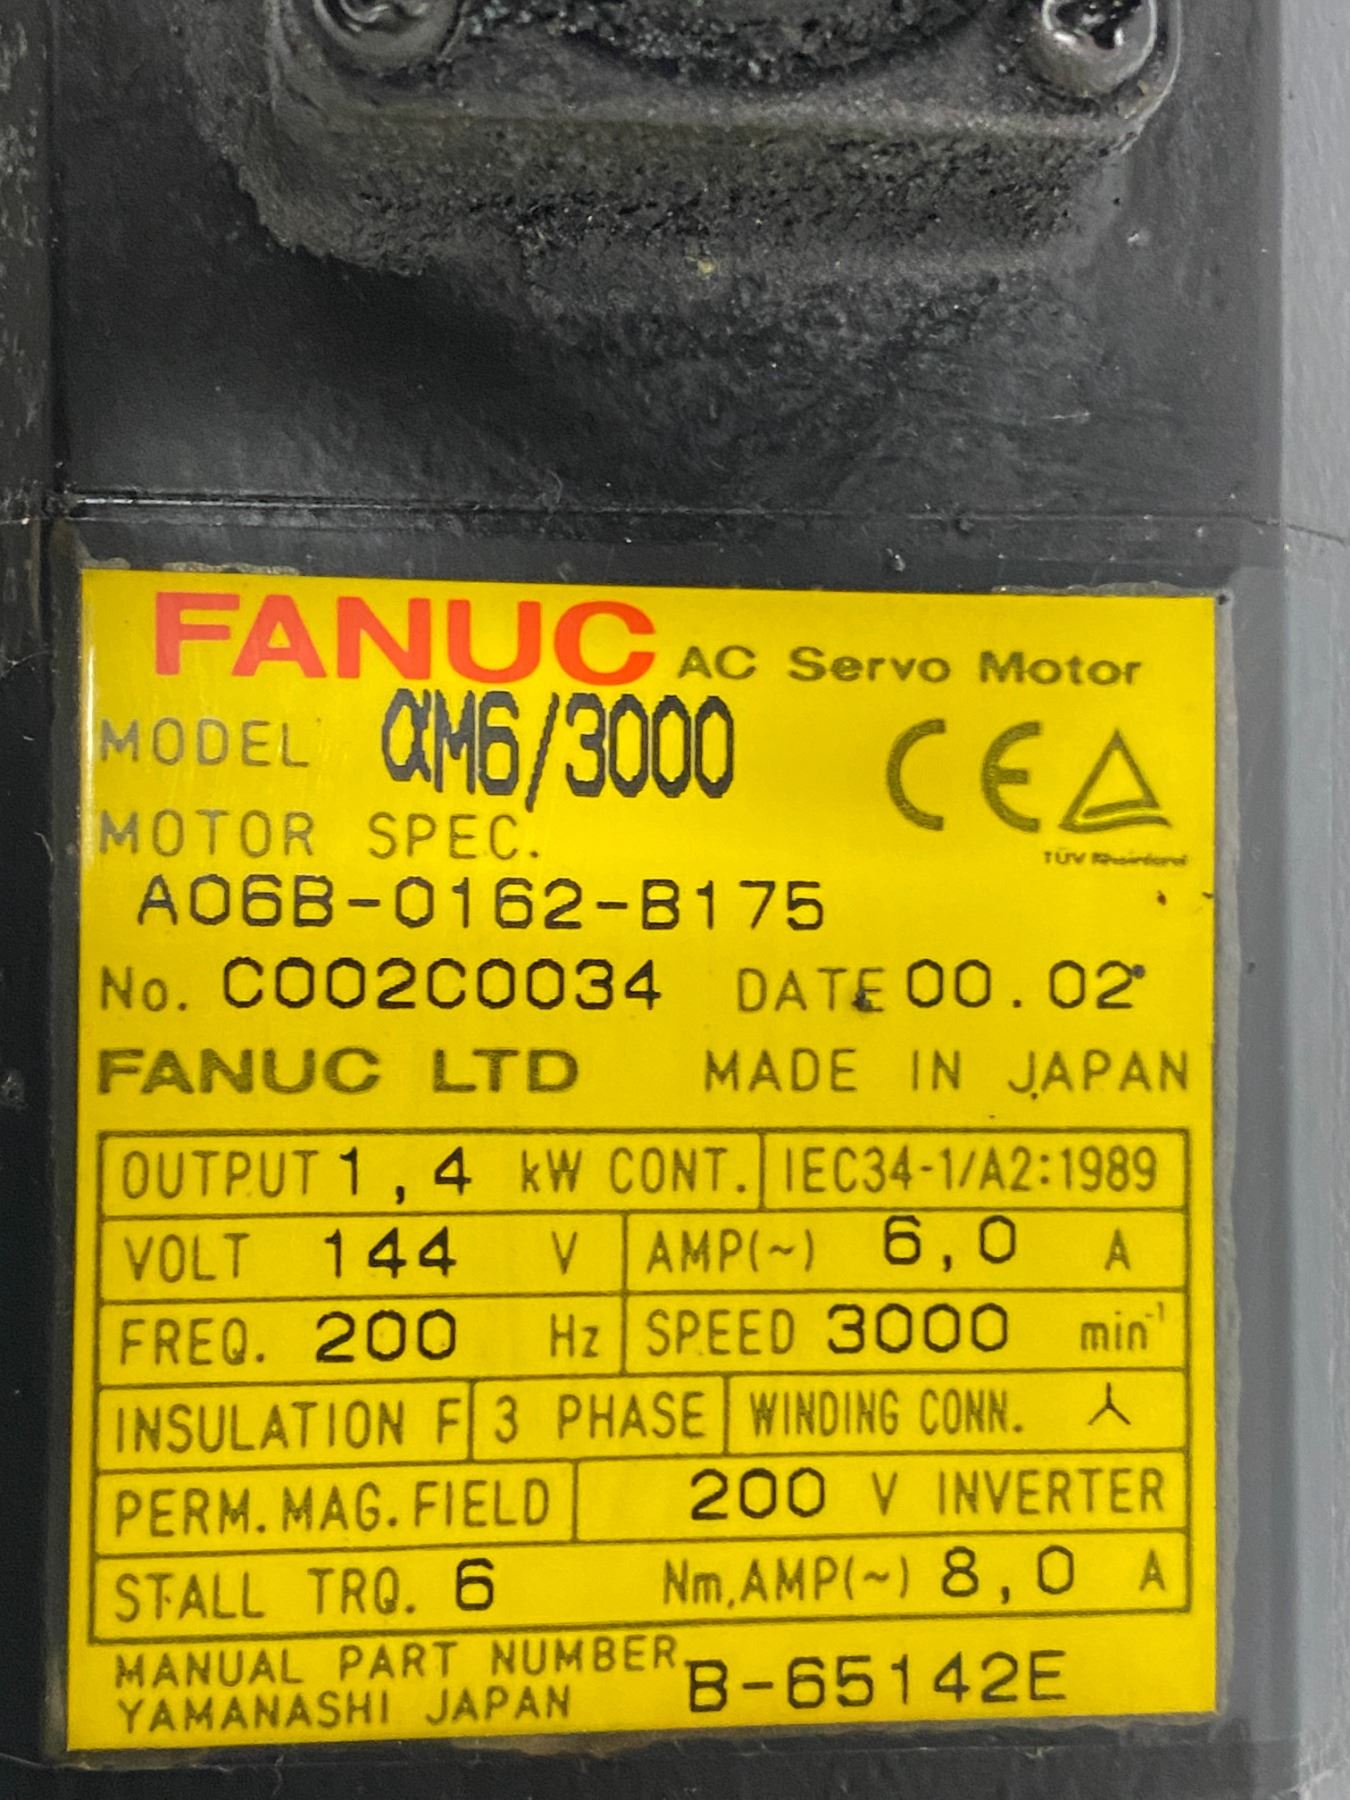 FANUC AC Servo Motor
MODEL αM6/3000
CE
TÜV Rheinland
MOTOR SPEC.
A06B-0162-B175
No. C002C0034 DATE 00.02
FANUC LTD MADE IN JAPAN
OUTPUT 1,4 kW CONT. IEC34-1/A2:1989
VOLT 144 V AMP(~) 6,0 A
FREQ. 200 Hz SPEED 3000 min⁻¹
INSULATION F 3 PHASE WINDING CONN.
PERM.MAG.FIELD 200 V INVERTER
STALL TRQ. 6 Nm,AMP(~) 8,0 A
MANUAL PART NUMBER B-65142E
YAMANASHI JAPAN